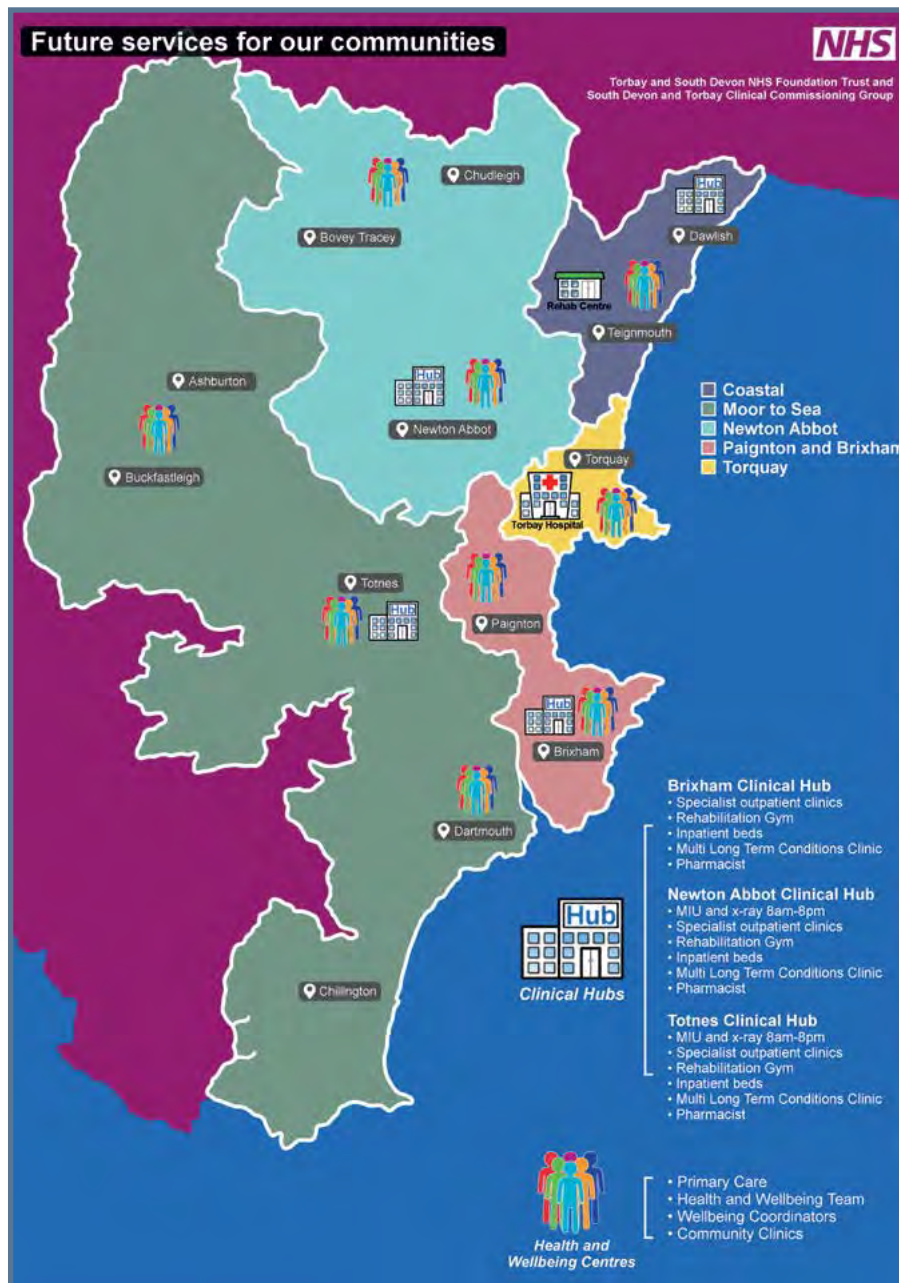 Future services for our communities
NHS
Torbay and South Devon NHS Foundation Trust and
South Devon and Torbay Clinical Commissioning Group
Chudleigh
Bovey Tracey
Hub
Dawlish
Rehab Centre
Teignmouth
Ashburton
Hub
Newton Abbot
Buckfastleigh
Coastal
Moor to Sea
Newton Abbot
Paignton and Brixham
Torquay
Torquay
Torbay Hospital
Totnes
Hub
Paignton
Hub
Brixham
Dartmouth
Chillington
Hub
Clinical Hubs
Brixham Clinical Hub
• Specialist outpatient clinics
• Rehabilitation Gym
• Inpatient beds
• Multi Long Term Conditions Clinic
• Pharmacist
Newton Abbot Clinical Hub
• MIU and x-ray 8am-8pm
• Specialist outpatient clinics
• Rehabilitation Gym
• Inpatient beds
• Multi Long Term Conditions Clinic
• Pharmacist
Totnes Clinical Hub
• MIU and x-ray 8am-8pm
• Specialist outpatient clinics
• Rehabilitation Gym
• Inpatient beds
• Multi Long Term Conditions Clinic
• Pharmacist
Health and
Wellbeing Centres
• Primary Care
• Health and Wellbeing Team
• Wellbeing Coordinators
• Community Clinics